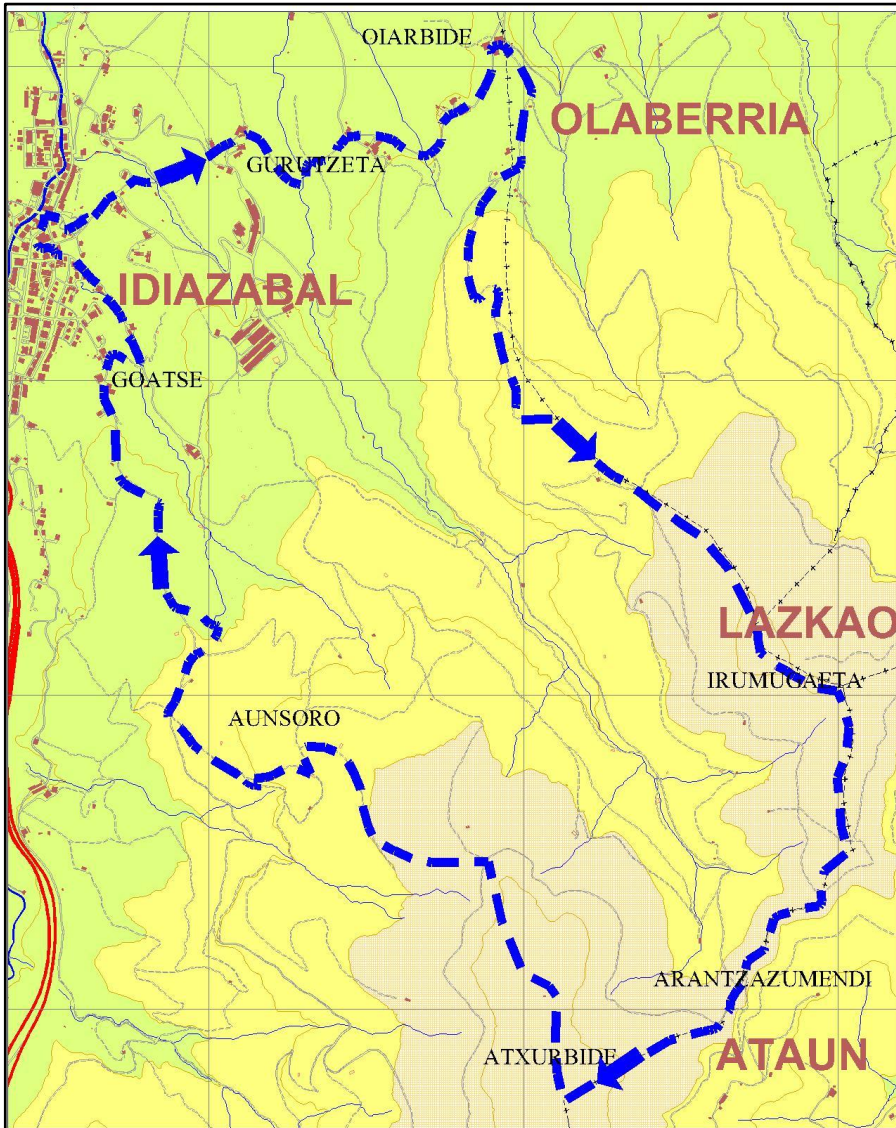 OIARBIDE
OLABERRIA
GURUTZETA
IDIAZABAL
GOATSE
LAZKAO
IRUMUGAETA
AUNSORO
ARANTZAZUMENDI
ATXURBIDE
ATAUN